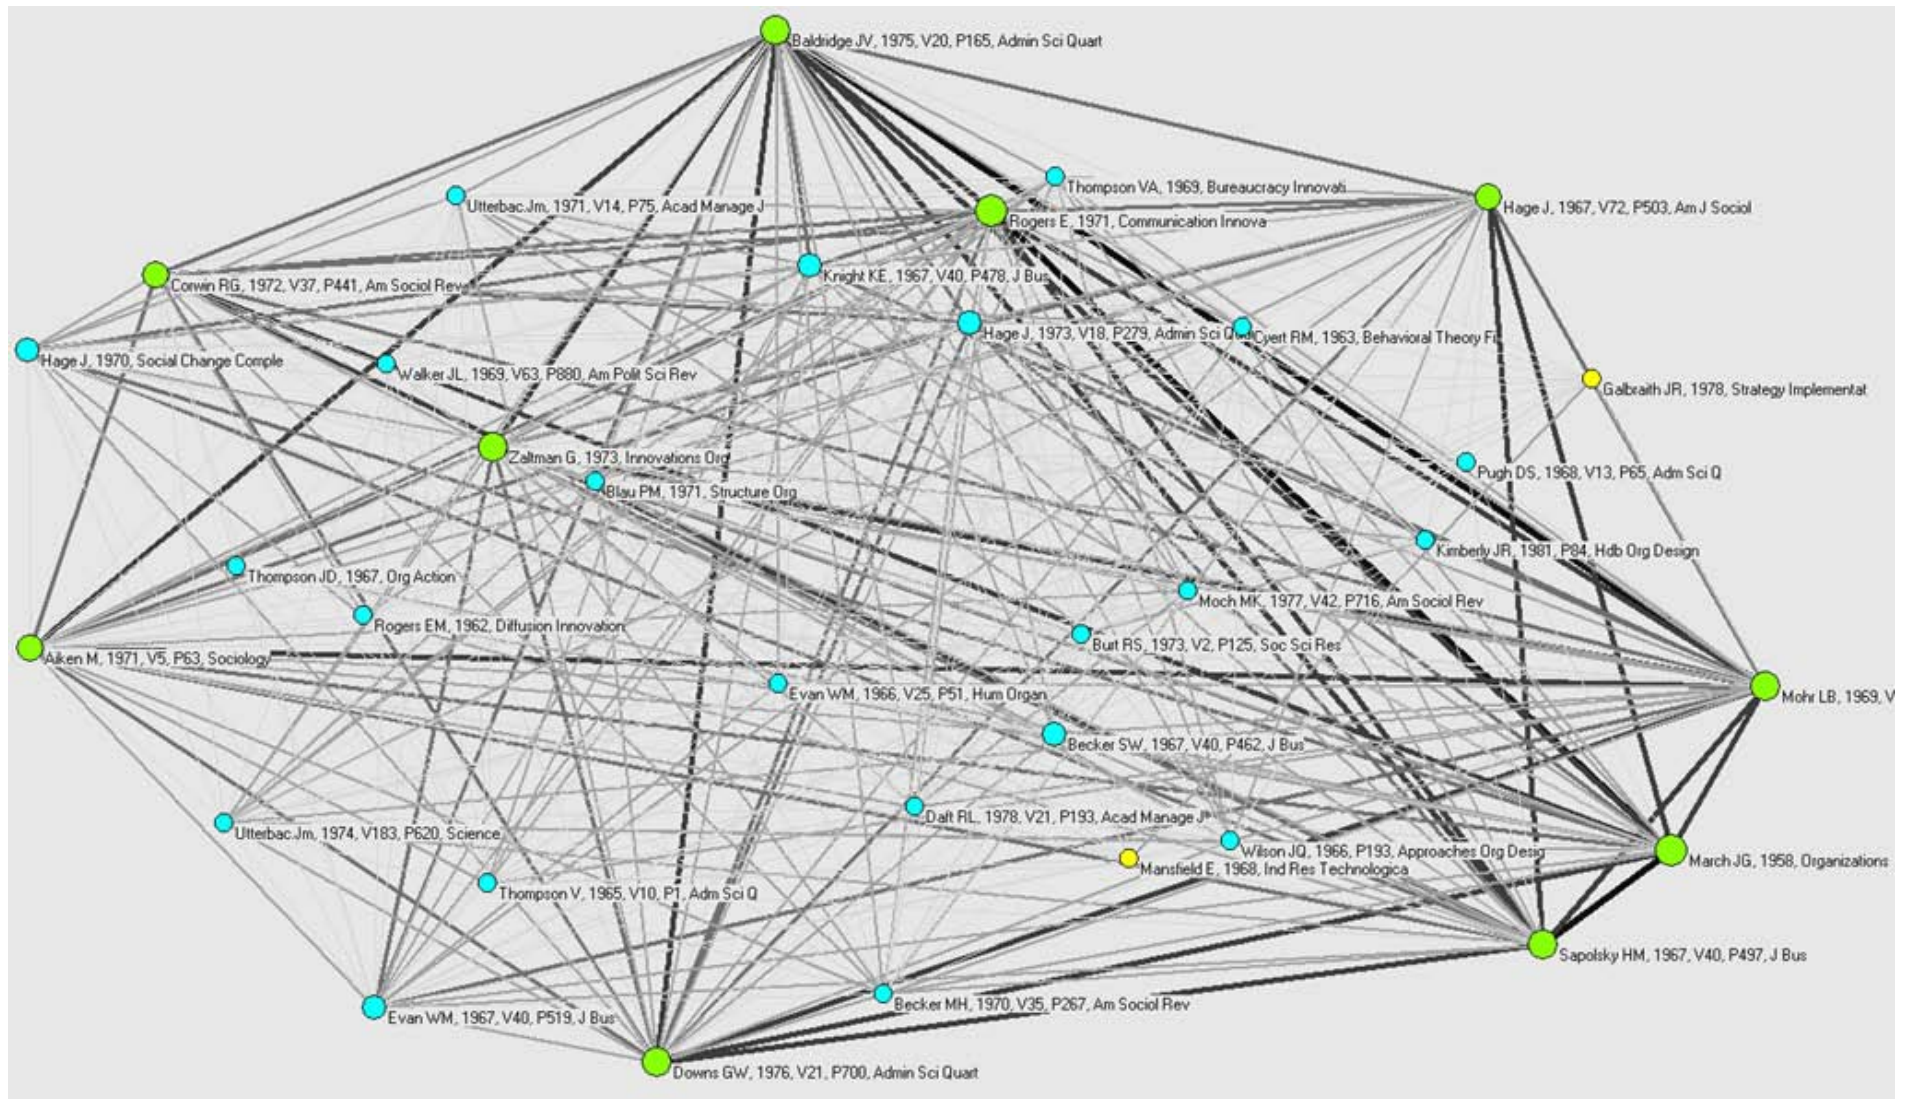 Baldridge JV, 1975, V20, P165, Admin Sci Quart
Thompson VA, 1969, Bureaucracy Innovati
Utterbac.Jm, 1971, V14, P75, Acad Manage J
Hage J, 1967, V72, P503, Am J Sociol
Rogers E, 1971, Communication Innova
Knight KE, 1967, V40, P478, J Bus
Corwin RG, 1972, V37, P441, Am Sociol Rev
Hage J, 1973, V18, P279, Admin Sci
Cyert RM, 1963, Behavioral Theory Fi
Hage J, 1970, Social Change Comple
Walker JL, 1969, V63, P880, Am Polit Sci Rev
Galbraith JR, 1978, Strategy Implementat
Zaltman G, 1973, Innovations Org
Pugh DS, 1968, V13, P65, Adm Sci Q
Blau PM, 1971, Structure Org
Kimberly JR, 1981, P84, Hdb Org Design
Thompson JD, 1967, Org Action
Moch MK, 1977, V42, P716, Am Sociol Rev
Rogers EM, 1962, Diffusion Innovation
Burt RS, 1973, V2, P125, Soc Sci Res
Aiken M, 1971, V5, P63, Sociology
Evan WM, 1966, V25, P51, Hum Organ
Mohr LB, 1969, V
Becker SW, 1967, V40, P462, J Bus
Daft RL, 1978, V21, P193, Acad Manage J
Utterbac.Jm, 1974, V183, P620, Science
Wilson JQ, 1966, P193, Approaches Org Desig
March JG, 1958, Organizations
Mansfield E, 1968, Ind Res Technologica
Thompson V, 1965, V10, P1, Adm Sci Q
Sapolsky HM, 1967, V40, P497, J Bus
Becker MH, 1970, V35, P267, Am Sociol Rev
Evan WM, 1967, V40, P519, J Bus
Downs GW, 1976, V21, P700, Admin Sci Quart